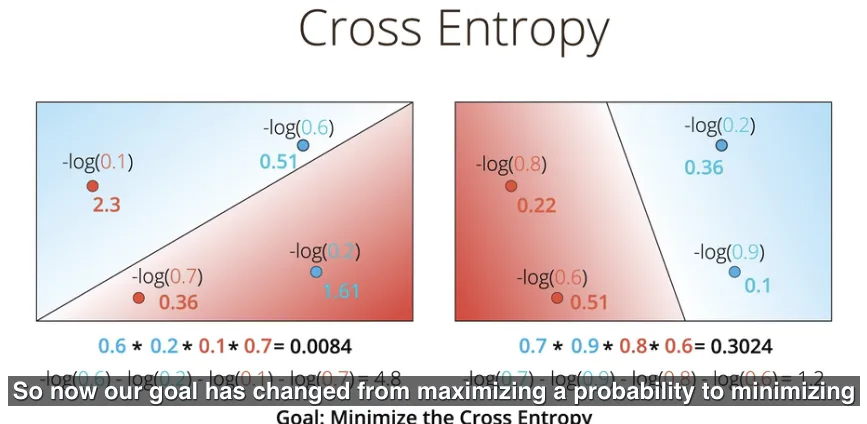 Cross Entropy
-log(0.6)
0.51
-log(0.1)
2.3
-log(0.2)
1.61
-log(0.7)
0.36
0.6 * 0.2 * 0.1 * 0.7 = 0.0084
-log(0.6) - log(0.2) - log(0.1) - log(0.7) = 4.8
-log(0.2)
0.36
-log(0.8)
0.22
-log(0.9)
0.1
-log(0.6)
0.51
0.7 * 0.9 * 0.8 * 0.6 = 0.3024
-log(0.7) - log(0.9) - log(0.8) - log(0.6) = 1.2
So now our goal has changed from maximizing a probability to minimizing
Goal: Minimize the Cross Entropy